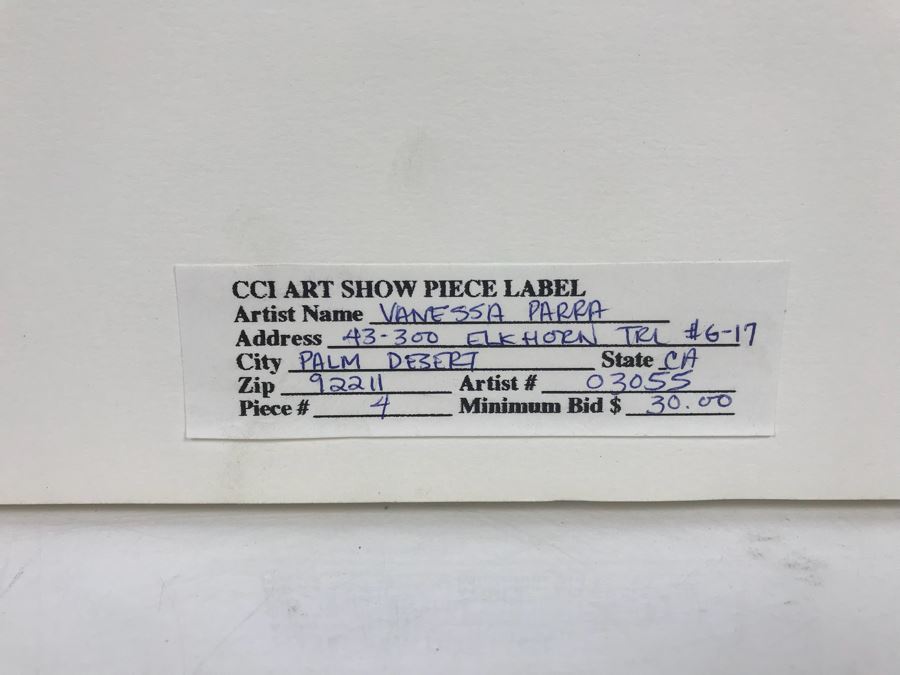 CCI ART SHOW PIECE LABEL
Artist Name VANESSA PARRA
Address 43-300 ELKHORN TRL #6-17
City PALM DESERT State CA
Zip 92211 Artist # 03055
Piece # 4 Minimum Bid $ 30.00